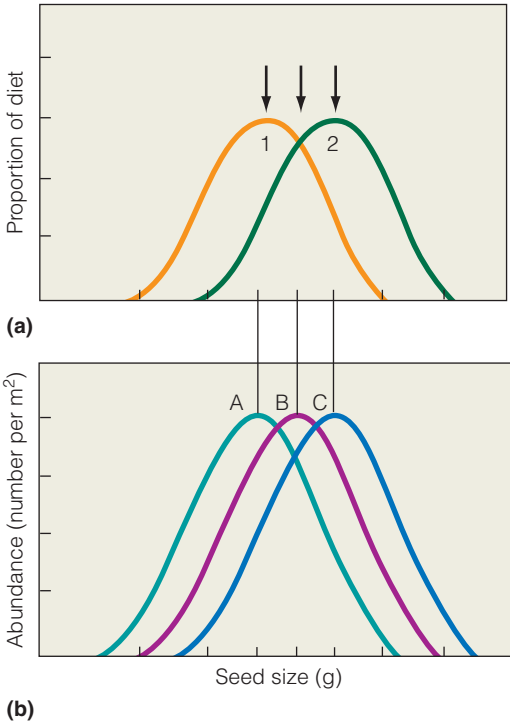 Proportion of diet
1
2
(a)
Abundance (number per m²)
A
B
C
Seed size (g)
(b)